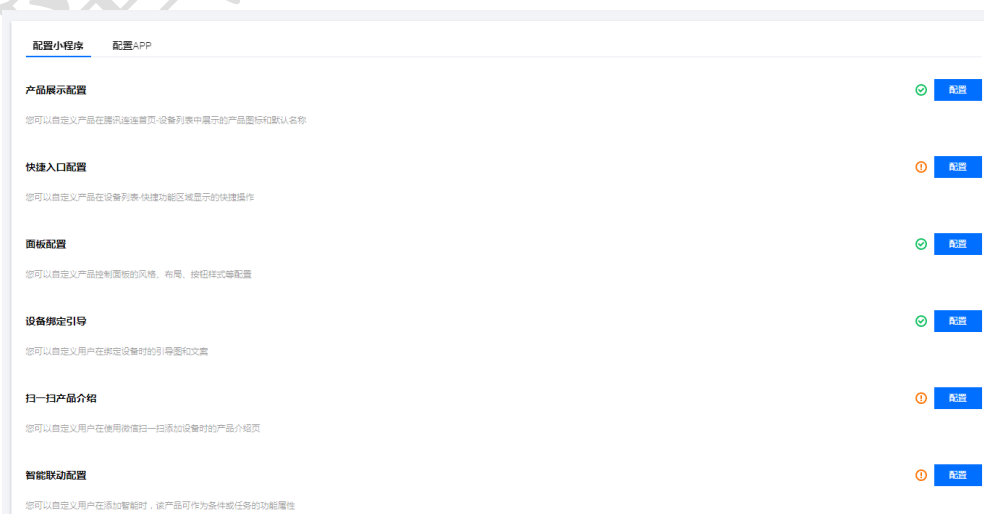 配置小程序 配置APP
产品展示配置 配置
您可以自定义产品在腾讯连连首页-设备列表中展示的产品图标和默认名称
快捷入口配置 配置
您可以自定义产品在设备列表-快捷功能区域显示的快捷操作
面板配置 配置
您可以自定义产品控制面板的风格、布局、按钮样式等配置
设备绑定引导 配置
您可以自定义用户在绑定设备时的引导图和文案
扫一扫产品介绍 配置
您可以自定义用户在使用微信扫一扫添加设备时的产品介绍页
智能联动配置 配置
您可以自定义用户在添加智能时，该产品可作为条件或任务的功能属性